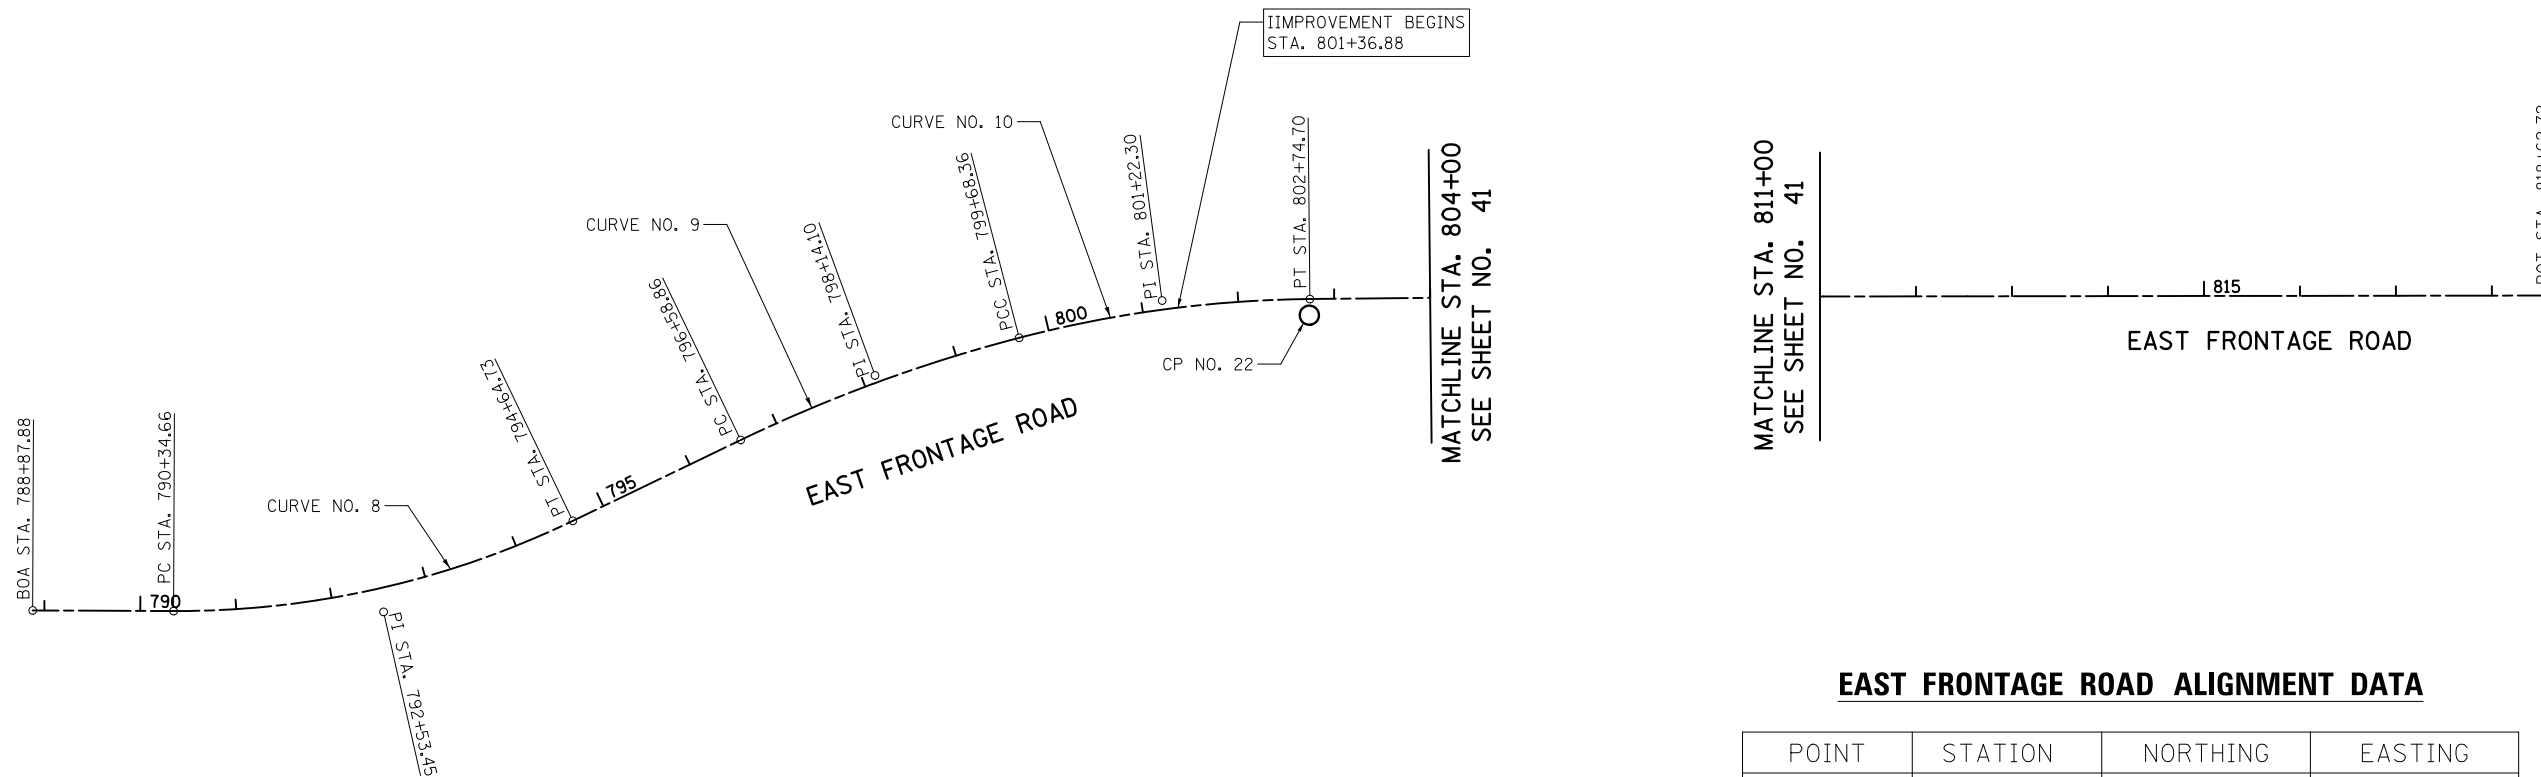 IIMPROVEMENT BEGINS
STA. 801+36.88
CURVE NO. 10
CURVE NO. 9
CURVE NO. 8
BOA STA. 788+87.88
PC STA. 790+34.66
790
PI STA. 792+53.45
PT STA. 794+64.73
795
PC STA. 796+58.86
PI STA. 798+14.10
PCC STA. 799+68.36
800
PI STA. 801+22.30
PT STA. 802+74.70
CP NO. 22
EAST FRONTAGE ROAD
MATCHLINE STA. 804+00
SEE SHEET NO. 41
MATCHLINE STA. 811+00
SEE SHEET NO. 41
815
EAST FRONTAGE ROAD
STA.
EAST FRONTAGE ROAD ALIGNMENT DATA
POINT STATION NORTHING EASTING